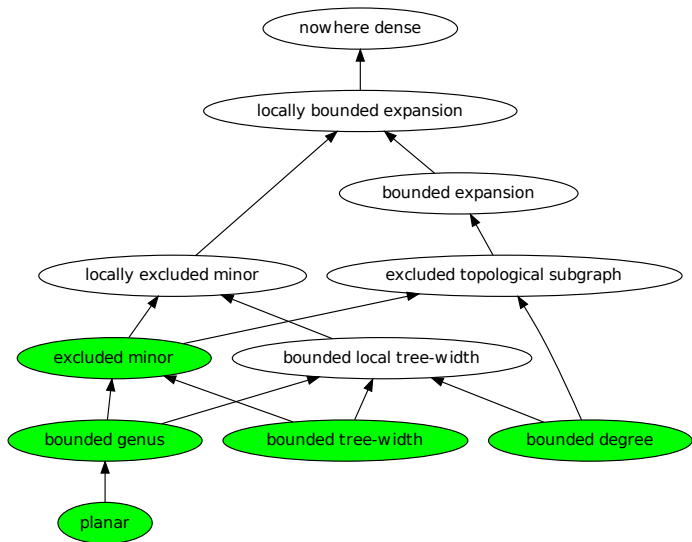 nowhere dense
locally bounded expansion
bounded expansion
locally excluded minor
excluded topological subgraph
excluded minor
bounded local tree-width
bounded genus
bounded tree-width
bounded degree
planar